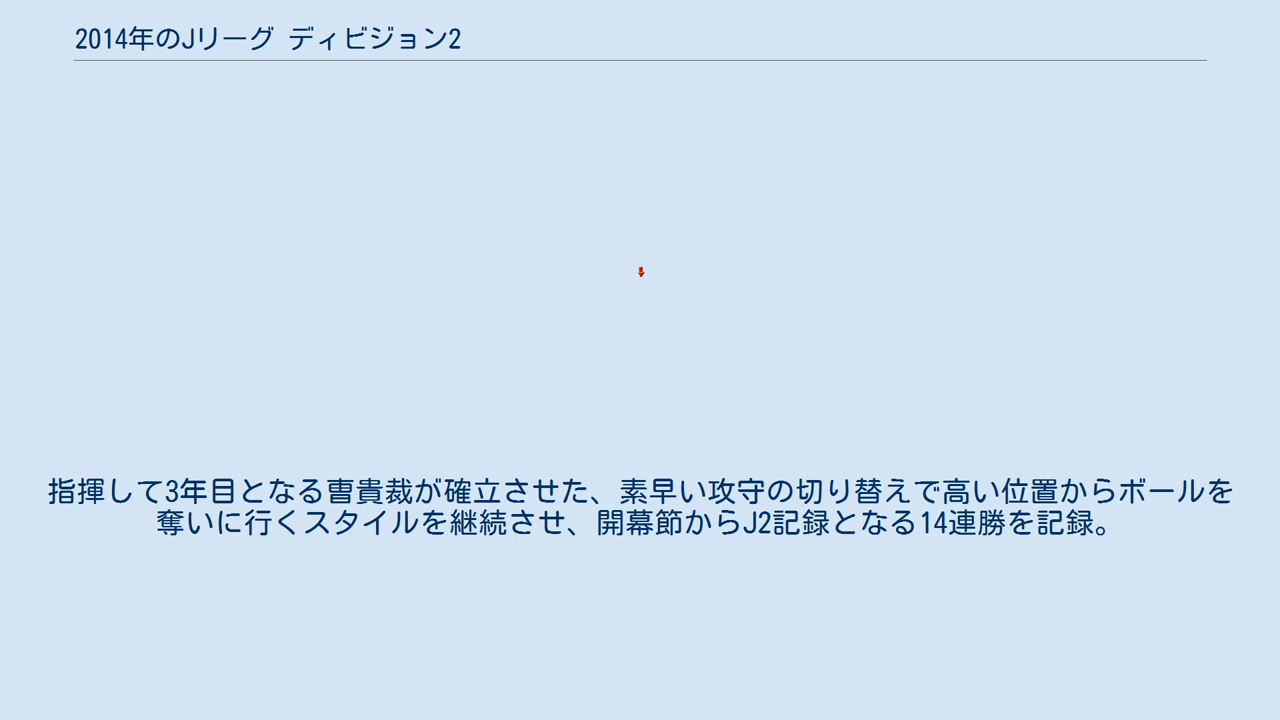 2014年のJリーグ ディビジョン2
指揮して3年目となる曺貴裁が確立させた、素早い攻守の切り替えで高い位置からボールを
奪いに行くスタイルを継続させ、開幕節からJ2記録となる14連勝を記録。